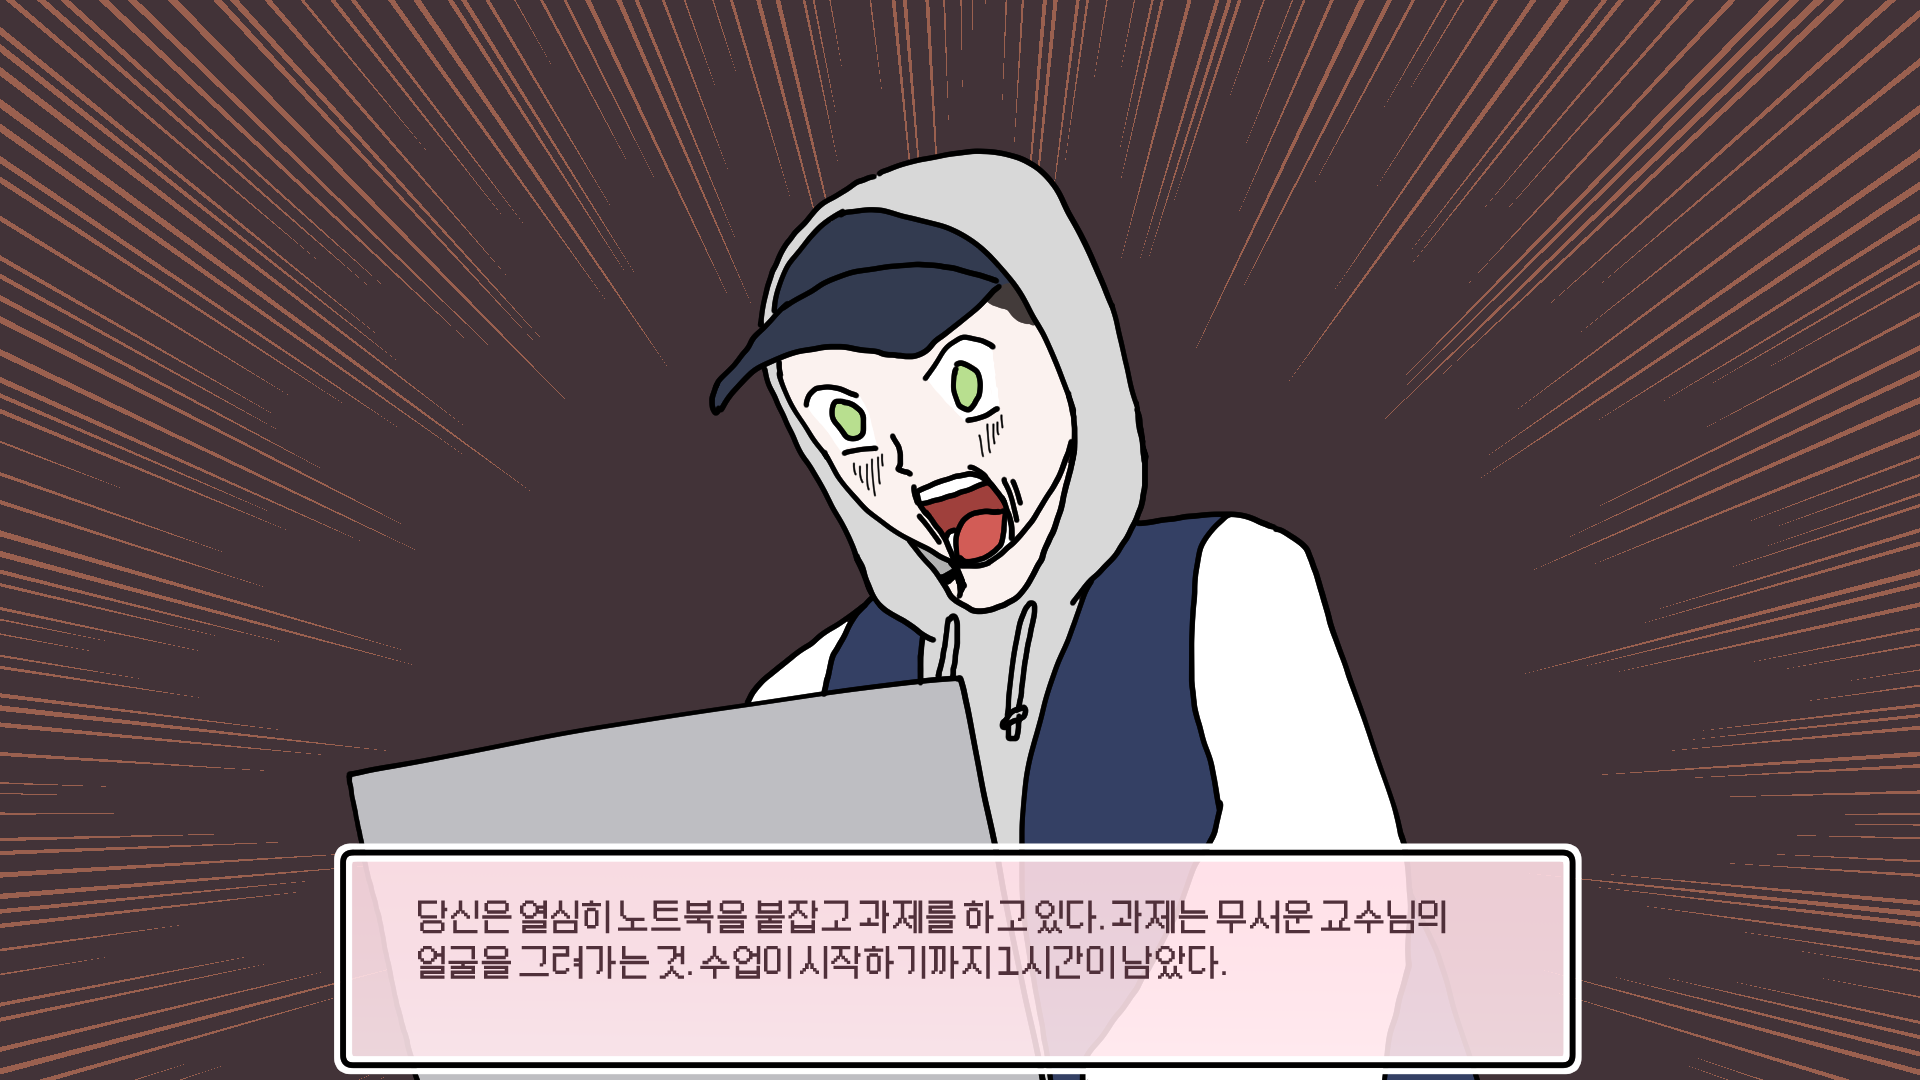 당신은 열심히 노트북을 붙잡고 과제를 하고 있다. 과제는 무서운 교수님의
얼굴을 그려가는 것. 수업이 시작하기까지 1시간이 남았다.